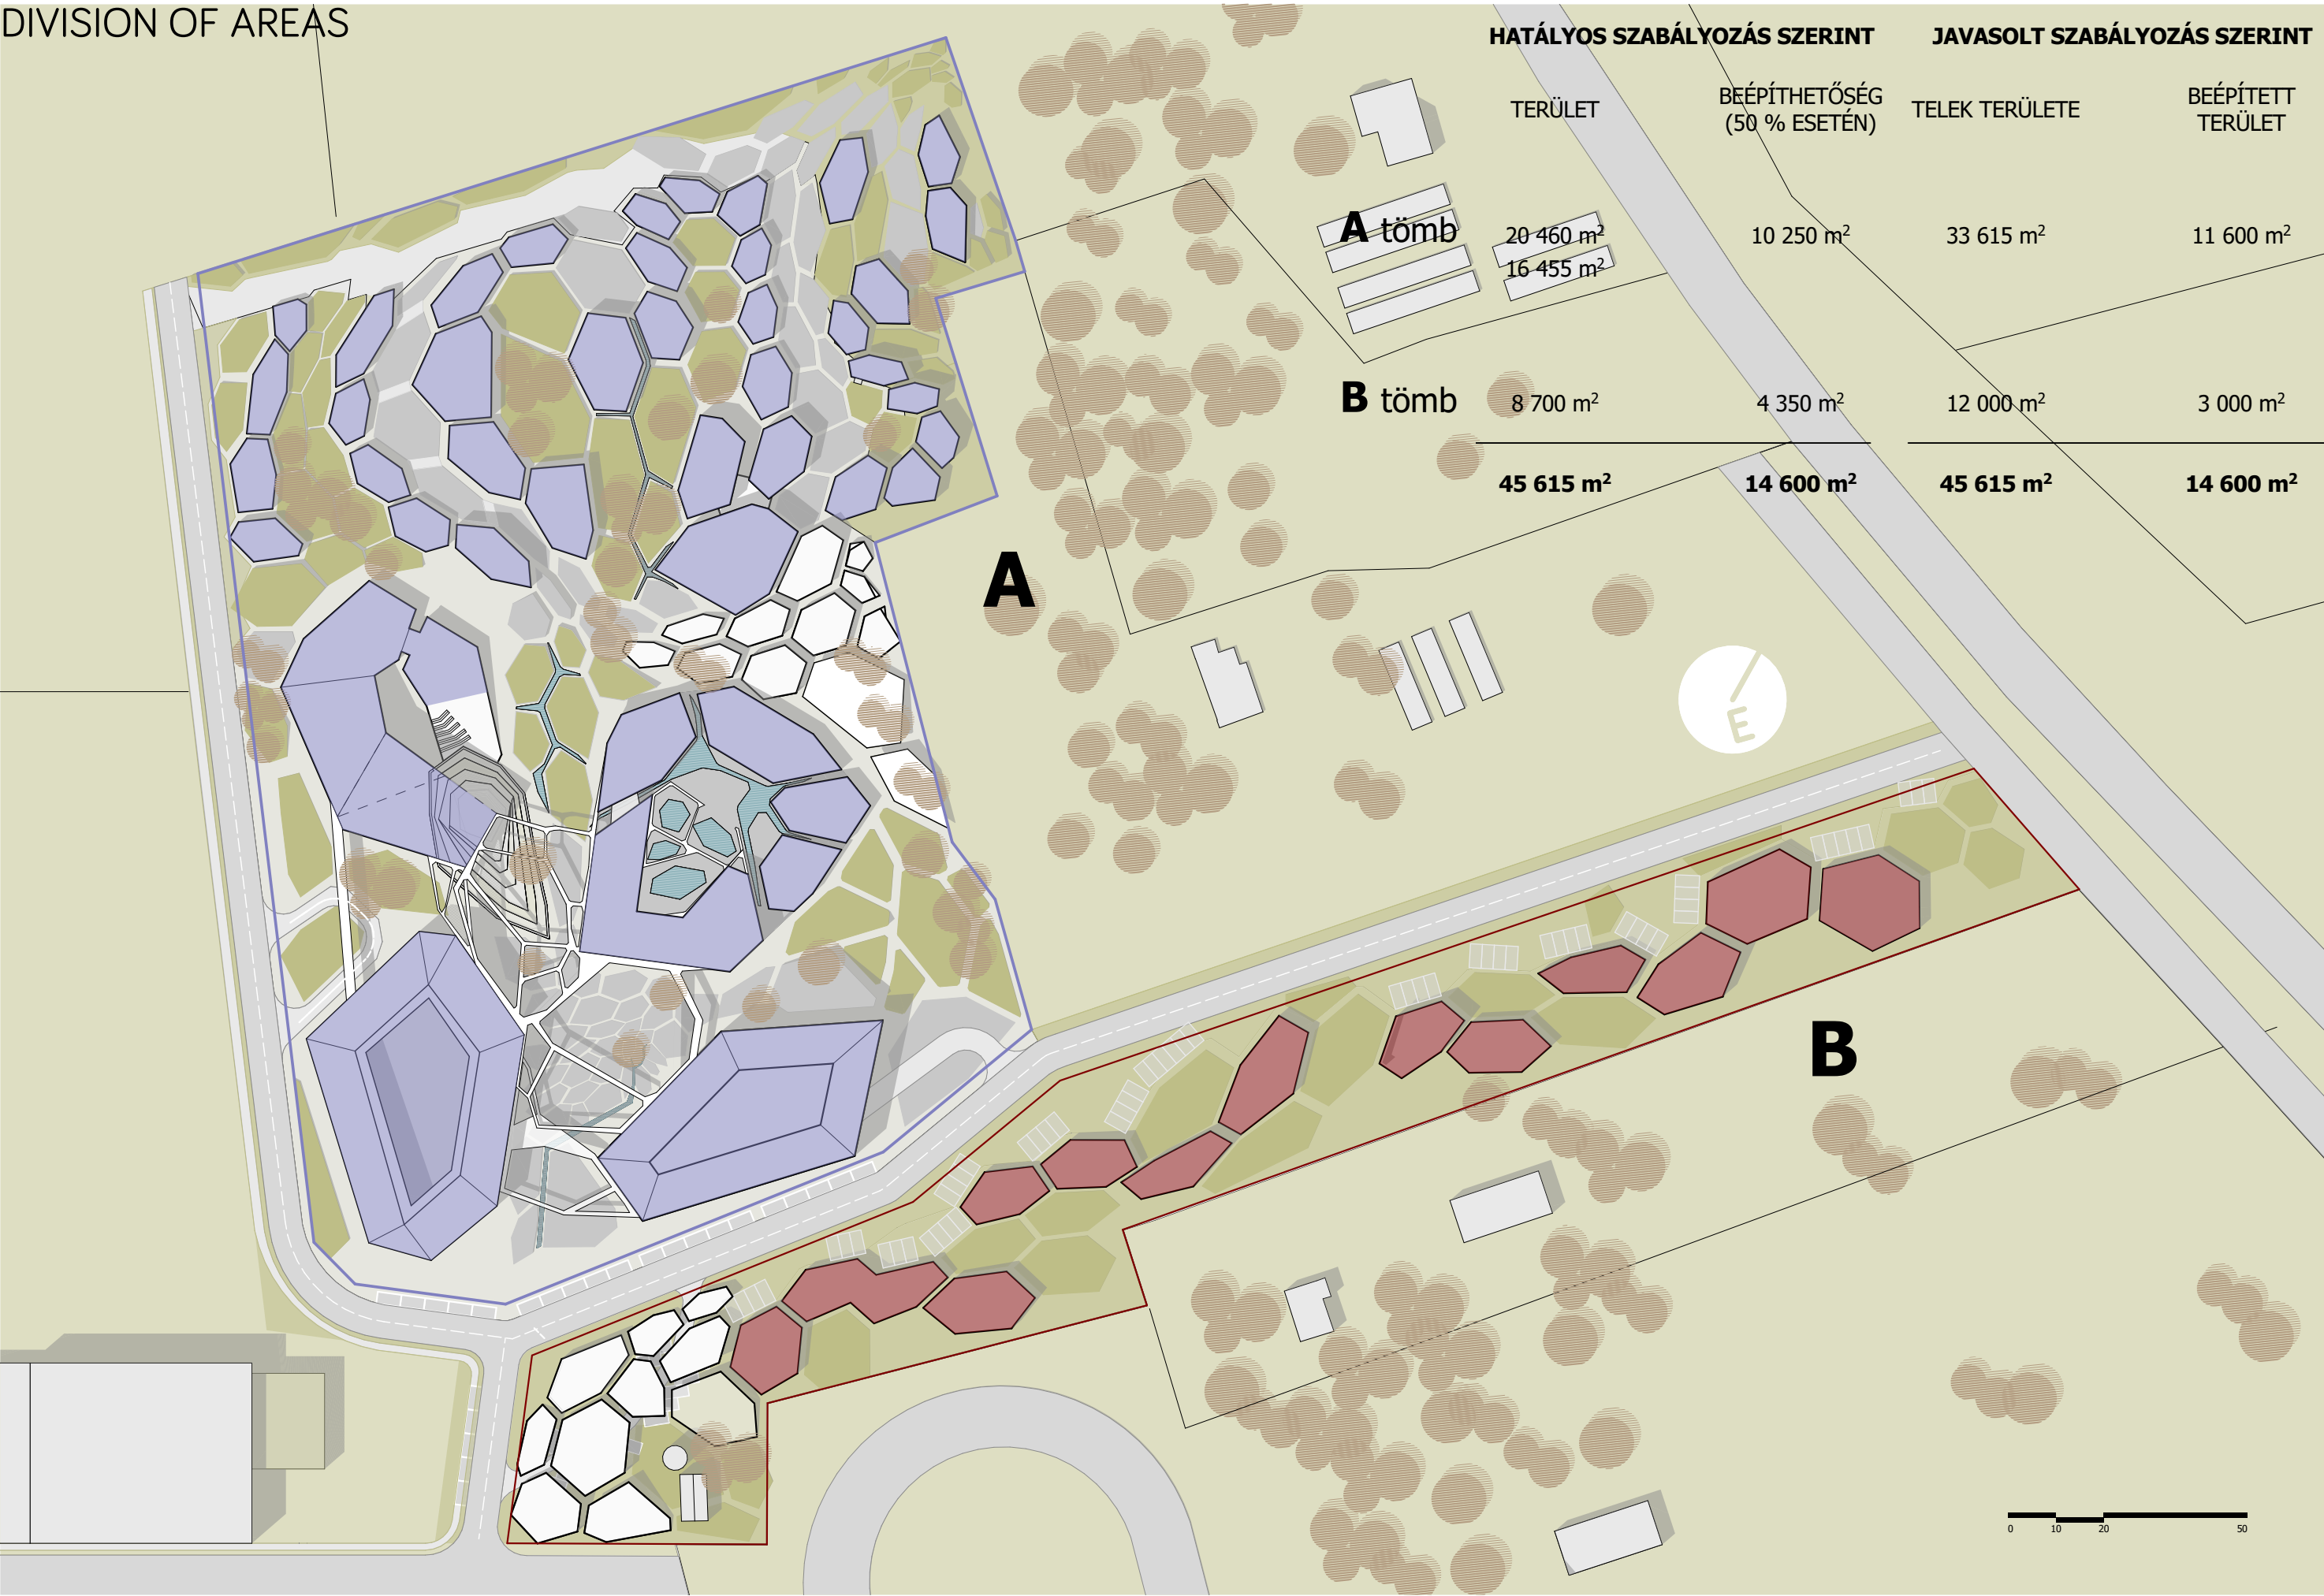 DIVISION OF AREAS
HATÁLYOS SZABÁLYOZÁS SZERINT JAVASOLT SZABÁLYOZÁS SZERINT
TERÜLET BEÉPÍTHETŐSÉG (50 % ESETÉN) TELEK TERÜLETE BEÉPÍTETT TERÜLET
A tömb 20 460 m² 10 250 m² 33 615 m² 11 600 m²
16 455 m²
B tömb 8 700 m² 4 350 m² 12 000 m² 3 000 m²
45 615 m² 14 600 m² 45 615 m² 14 600 m²
A
E
B
0 10 20 50